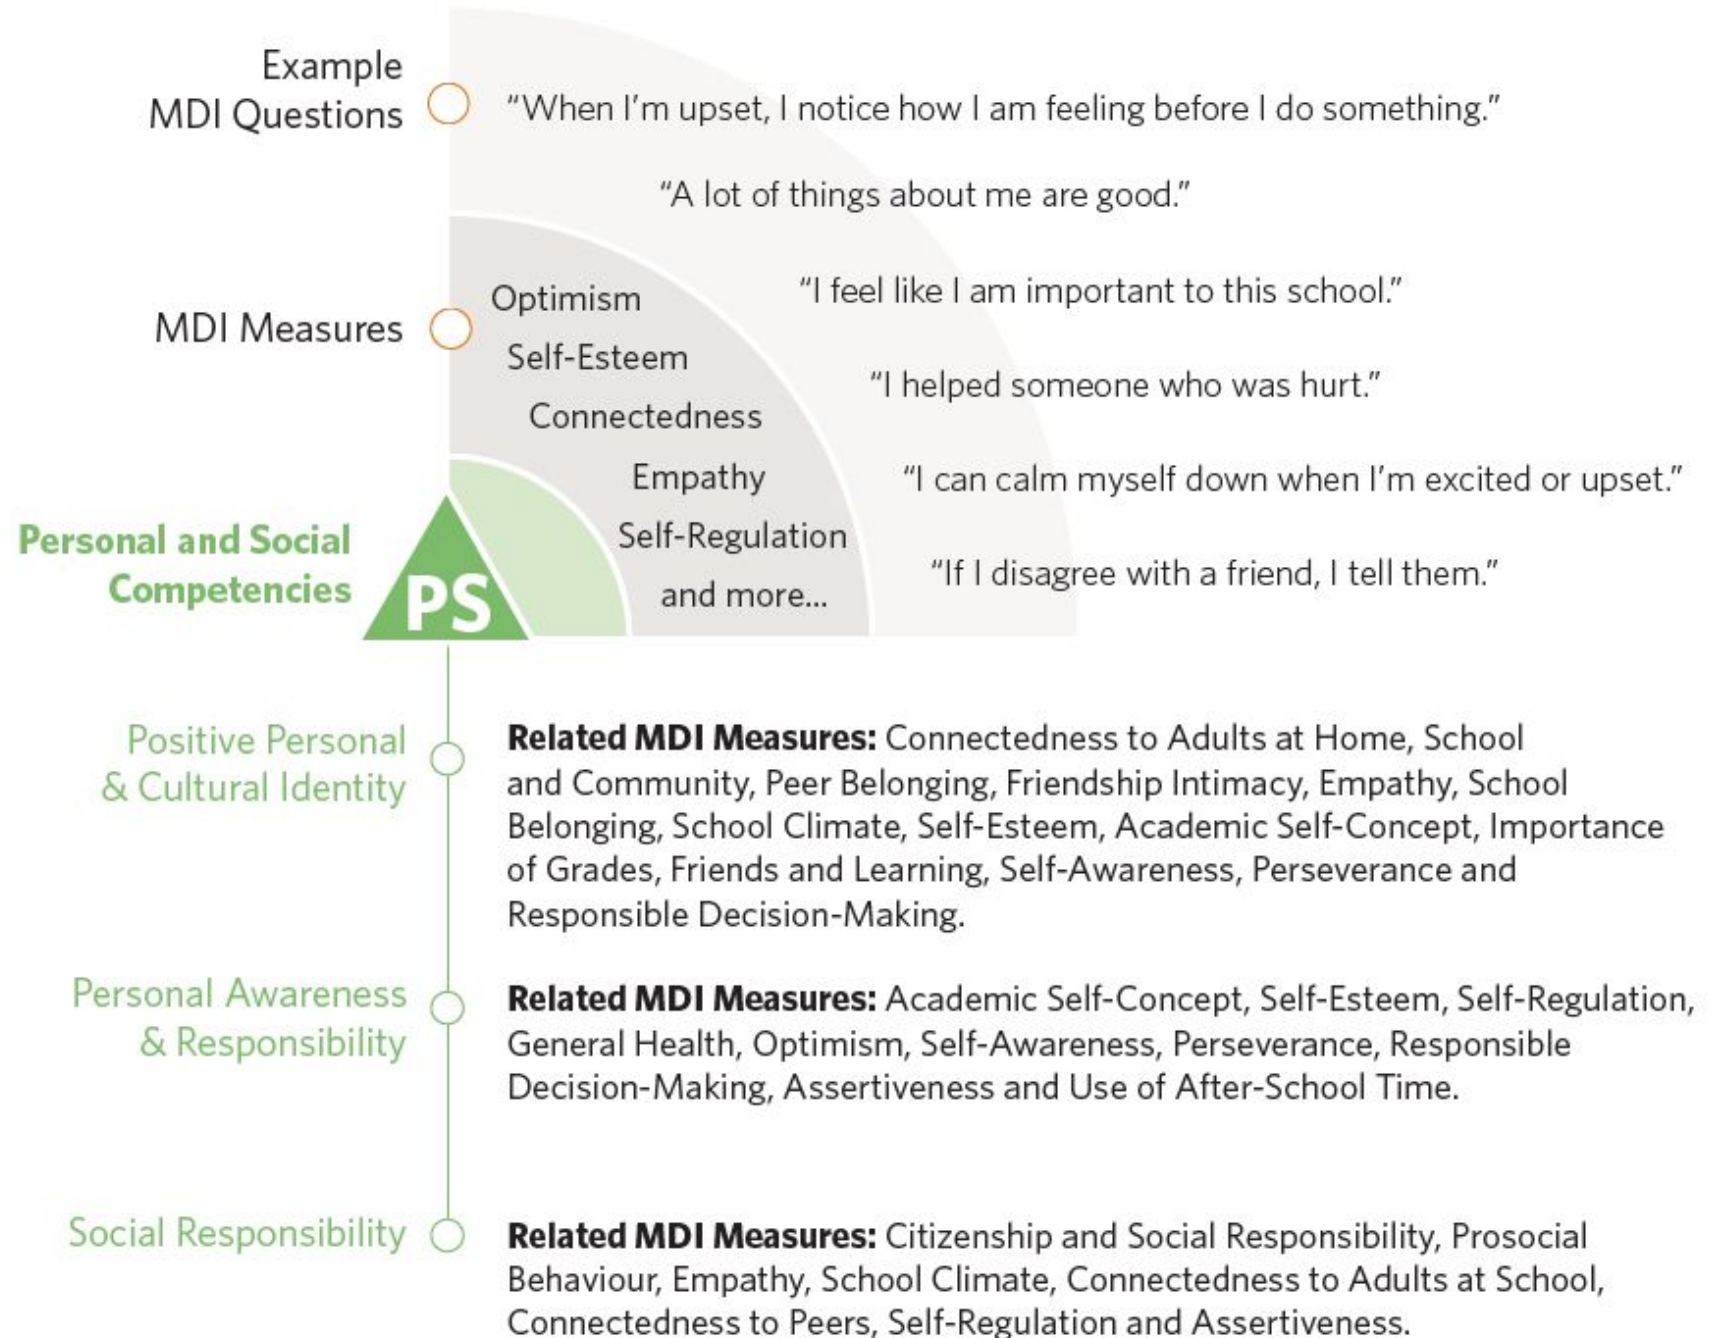 Example
MDI Questions
“When I’m upset, I notice how I am feeling before I do something.”
“A lot of things about me are good.”
“I feel like I am important to this school.”
“I helped someone who was hurt.”
“I can calm myself down when I’m excited or upset.”
“If I disagree with a friend, I tell them.”
MDI Measures
Optimism
Self-Esteem
Connectedness
Empathy
Self-Regulation
and more...
Personal and Social
Competencies
PS
Positive Personal
& Cultural Identity
Related MDI Measures: Connectedness to Adults at Home, School
and Community, Peer Belonging, Friendship Intimacy, Empathy, School
Belonging, School Climate, Self-Esteem, Academic Self-Concept, Importance
of Grades, Friends and Learning, Self-Awareness, Perseverance and
Responsible Decision-Making.
Personal Awareness
& Responsibility
Related MDI Measures: Academic Self-Concept, Self-Esteem, Self-Regulation,
General Health, Optimism, Self-Awareness, Perseverance, Responsible
Decision-Making, Assertiveness and Use of After-School Time.
Social Responsibility
Related MDI Measures: Citizenship and Social Responsibility, Prosocial
Behaviour, Empathy, School Climate, Connectedness to Adults at School,
Connectedness to Peers, Self-Regulation and Assertiveness.